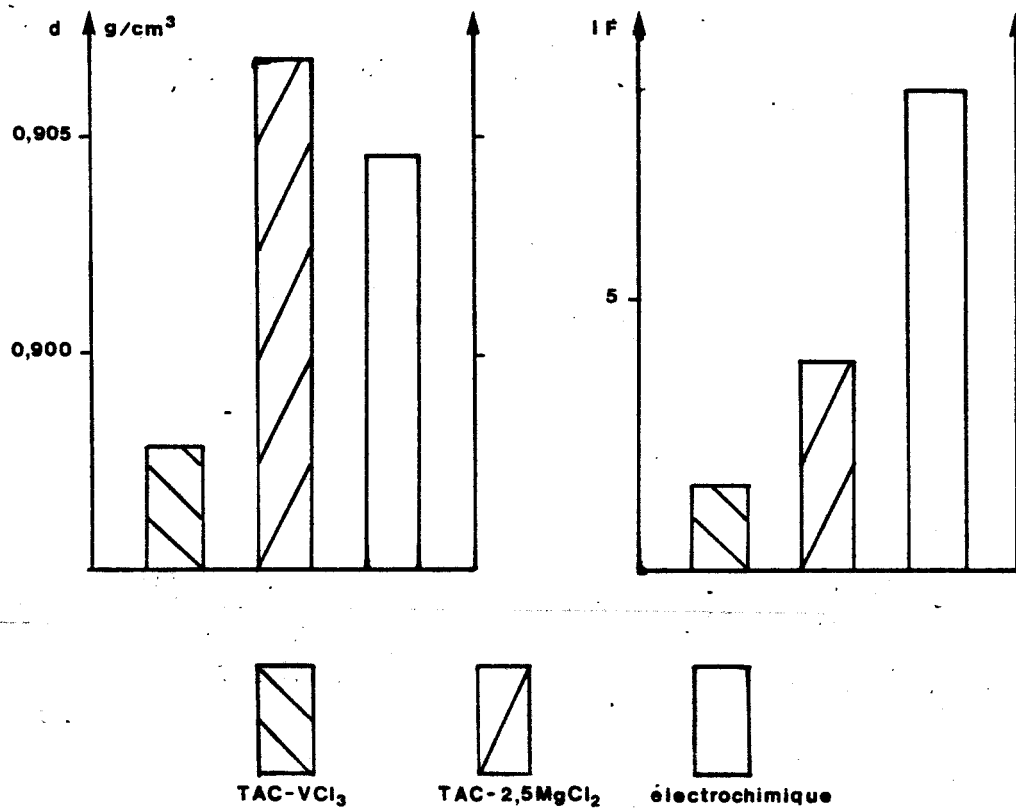 d g/cm³
0,905
0,900
IF
5
TAC-VCl₃
TAC-2,5MgCl₂
électrochimique